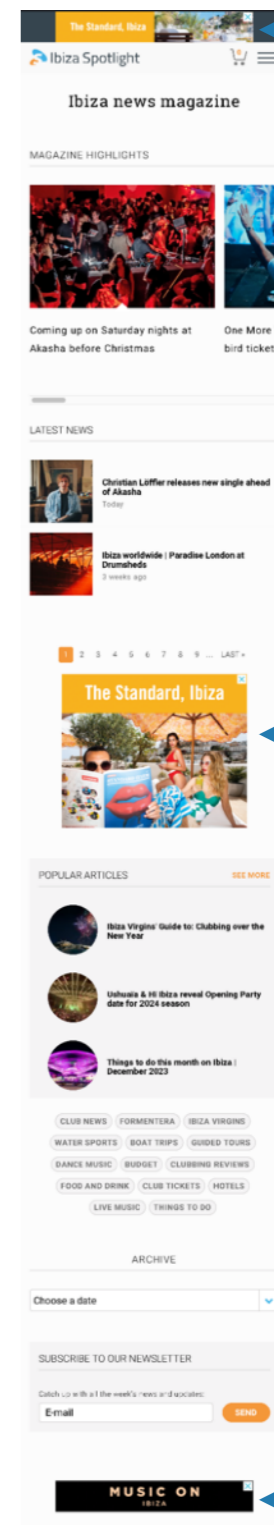 The Standard, Ibiza
Ibiza Spotlight
Ibiza news magazine
MAGAZINE HIGHLIGHTS
Coming up on Saturday nights at
Akasha before Christmas
One More
bird ticket
LATEST NEWS
Christian Löffler releases new single ahead
of Akasha
Today
Ibiza worldwide | Paradise London at
Drumsheds
3 weeks ago
1 2 3 4 5 6 7 8 9 ... LAST »
The Standard, Ibiza
POPULAR ARTICLES SEE MORE
Ibiza Virgins' Guide to: Clubbing over the
New Year
Ushuaïa & Hï Ibiza reveal Opening Party
date for 2024 season
Things to do this month on Ibiza |
December 2023
CLUB NEWS FORMENTERA IBIZA VIRGINS
WATER SPORTS BOAT TRIPS GUIDED TOURS
DANCE MUSIC BUDGET CLUBBING REVIEWS
FOOD AND DRINK CLUB TICKETS HOTELS
LIVE MUSIC THINGS TO DO
ARCHIVE
Choose a date
SUBSCRIBE TO OUR NEWSLETTER
Catch up with all the week's news and updates:
E-mail SEND
MUSIC ON
IBIZA